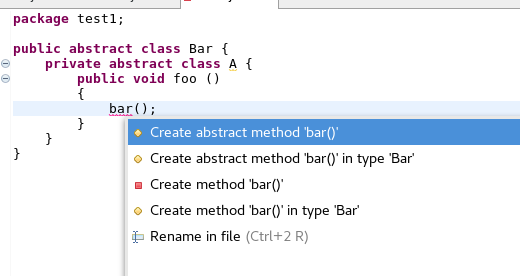 package test1;
public abstract class Bar {
private abstract class A {
public void foo ()
{
bar();
}
}
}
Create abstract method 'bar()'
Create abstract method 'bar()' in type 'Bar'
Create method 'bar()'
Create method 'bar()' in type 'Bar'
Rename in file (Ctrl+2 R)